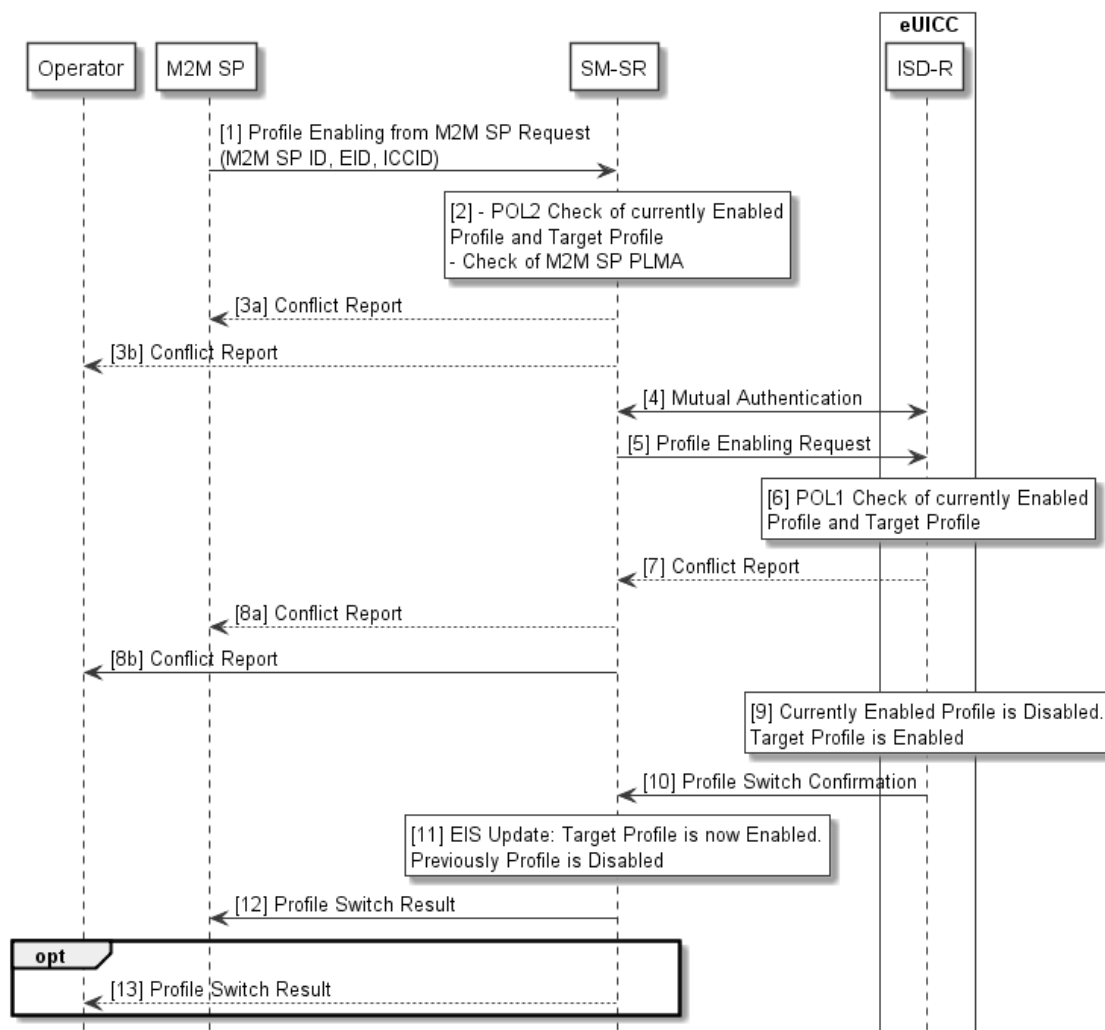 eUICC
Operator
M2M SP
SM-SR
ISD-R
[1] Profile Enabling from M2M SP Request
(M2M SP ID, EID, ICCID)
[2] - POL2 Check of currently Enabled
Profile and Target Profile
- Check of M2M SP PLMA
[3a] Conflict Report
[3b] Conflict Report
[4] Mutual Authentication
[5] Profile Enabling Request
[6] POL1 Check of currently Enabled
Profile and Target Profile
[7] Conflict Report
[8a] Conflict Report
[8b] Conflict Report
[9] Currently Enabled Profile is Disabled.
Target Profile is Enabled
[10] Profile Switch Confirmation
[11] EIS Update: Target Profile is now Enabled.
Previously Profile is Disabled
[12] Profile Switch Result
opt
[13] Profile Switch Result